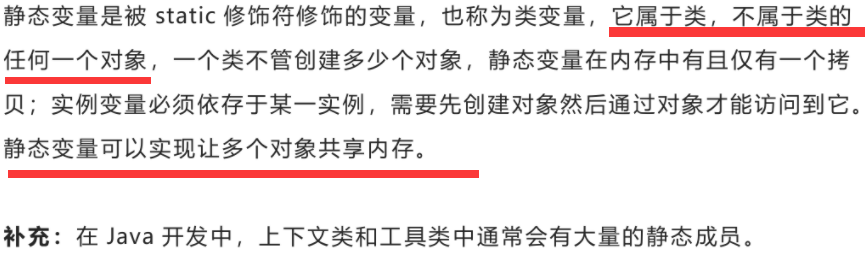 静态变量是被 static 修饰符修饰的变量，也称为类变量，它属于类，不属于类的
任何一个对象，一个类不管创建多少个对象，静态变量在内存中有且仅有一个拷
贝；实例变量必须依存于某一实例，需要先创建对象然后通过对象才能访问到它。
静态变量可以实现让多个对象共享内存。
补充：在 Java 开发中，上下文类和工具类中通常会有大量的静态成员。